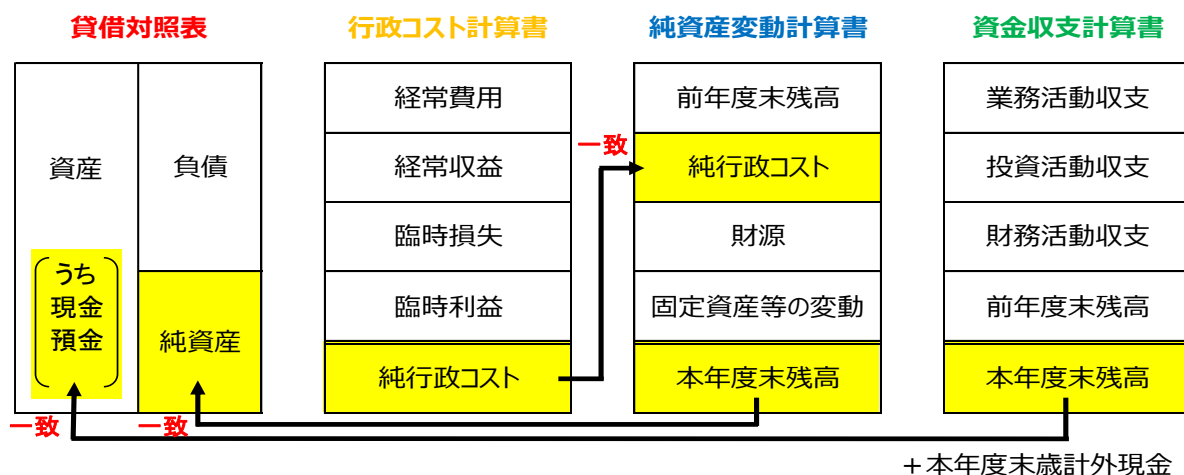 貸借対照表
資産
うち
現金
預金
負債
純資産
一致
一致
行政コスト計算書
経常費用
経常収益
臨時損失
臨時利益
純行政コスト
一致
純資産変動計算書
前年度末残高
純行政コスト
財源
固定資産等の変動
本年度末残高
資金収支計算書
業務活動収支
投資活動収支
財務活動収支
前年度末残高
本年度末残高
＋本年度末歳計外現金